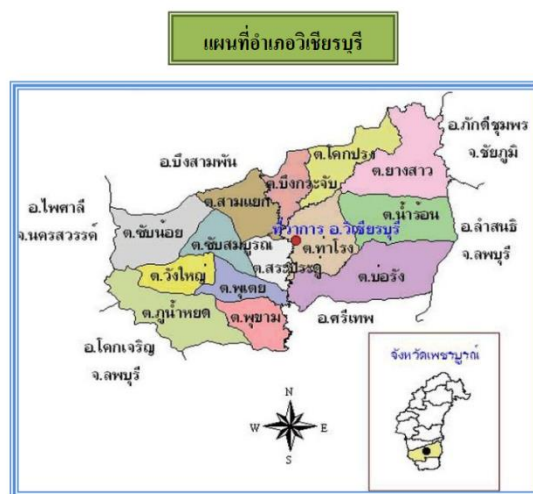 แผนที่อำเภอวิเชียรบุรี
อ.ภักดีชุมพร
จ.ชัยภูมิ
อ.บึงสามพัน
ต.โคกปรง
ต.ยางสาว
ต.บึงกระจับ
ต.สามแยก
อ.ไพศาลี
จ.นครสวรรค์
ต.น้ำร้อน
ต.ซับน้อย
ที่ว่าการ อ.วิเชียรบุรี
อ.ลำสนธิ
จ.ลพบุรี
ต.ซับสมบูรณ์
ต.ท่าโรง
ต.สระประดู่
ต.วังใหญ่
ต.บ่อรัง
ต.พุเตย
ต.ภูน้ำหยด
ต.พุขาม
อ.ศรีเทพ
อ.โคกเจริญ
จ.ลพบุรี
จังหวัดเพชรบูรณ์
N
W
E
S